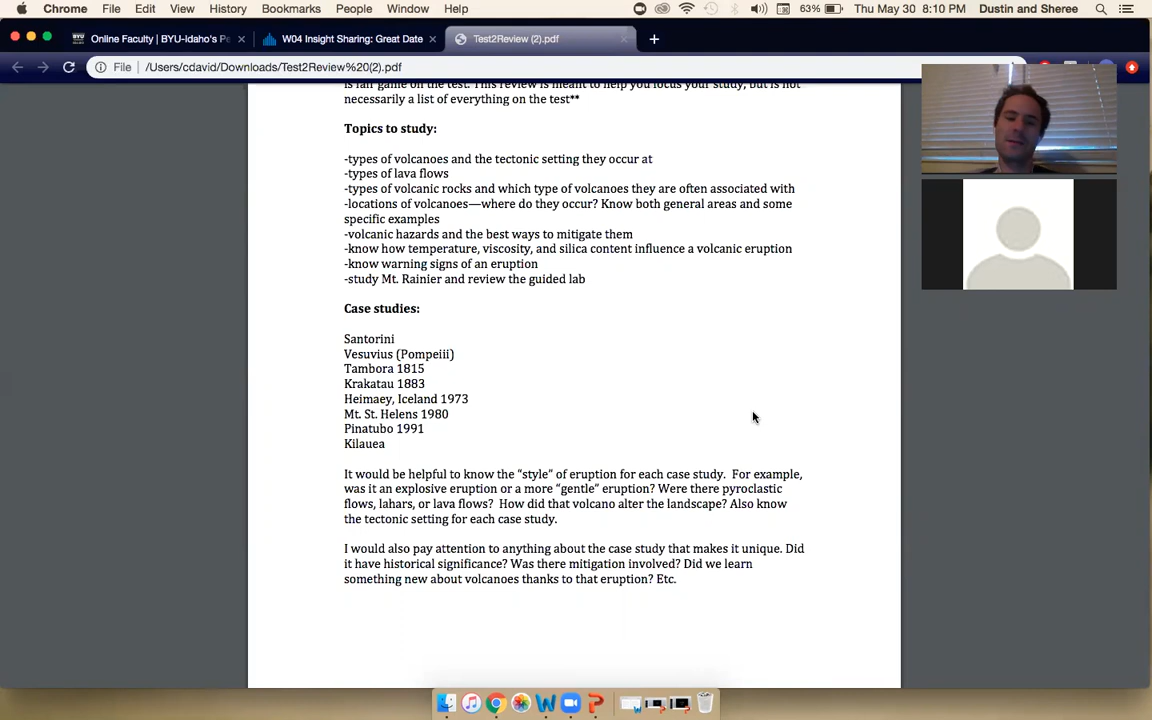 Chrome File Edit View History Bookmarks People Window Help 63% Thu May 30 8:10 PM Dustin and Sheree
Online Faculty | BYU-Idaho's Pe × W04 Insight Sharing: Great Date × Test2Review (2).pdf × +
File /Users/cdavid/Downloads/Test2Review%20(2).pdf
is fair game on the test. This review is meant to help you focus your study, but is not
necessarily a list of everything on the test**
Topics to study:
-types of volcanoes and the tectonic setting they occur at
-types of lava flows
-types of volcanic rocks and which type of volcanoes they are often associated with
-locations of volcanoes—where do they occur? Know both general areas and some
specific examples
-volcanic hazards and the best ways to mitigate them
-know how temperature, viscosity, and silica content influence a volcanic eruption
-know warning signs of an eruption
-study Mt. Rainier and review the guided lab
Case studies:
Santorini
Vesuvius (Pompeiii)
Tambora 1815
Krakatau 1883
Heimaey, Iceland 1973
Mt. St. Helens 1980
Pinatubo 1991
Kilauea
It would be helpful to know the “style” of eruption for each case study. For example,
was it an explosive eruption or a more “gentle” eruption? Were there pyroclastic
flows, lahars, or lava flows? How did that volcano alter the landscape? Also know
the tectonic setting for each case study.
I would also pay attention to anything about the case study that makes it unique. Did
it have historical significance? Was there mitigation involved? Did we learn
something new about volcanoes thanks to that eruption? Etc.